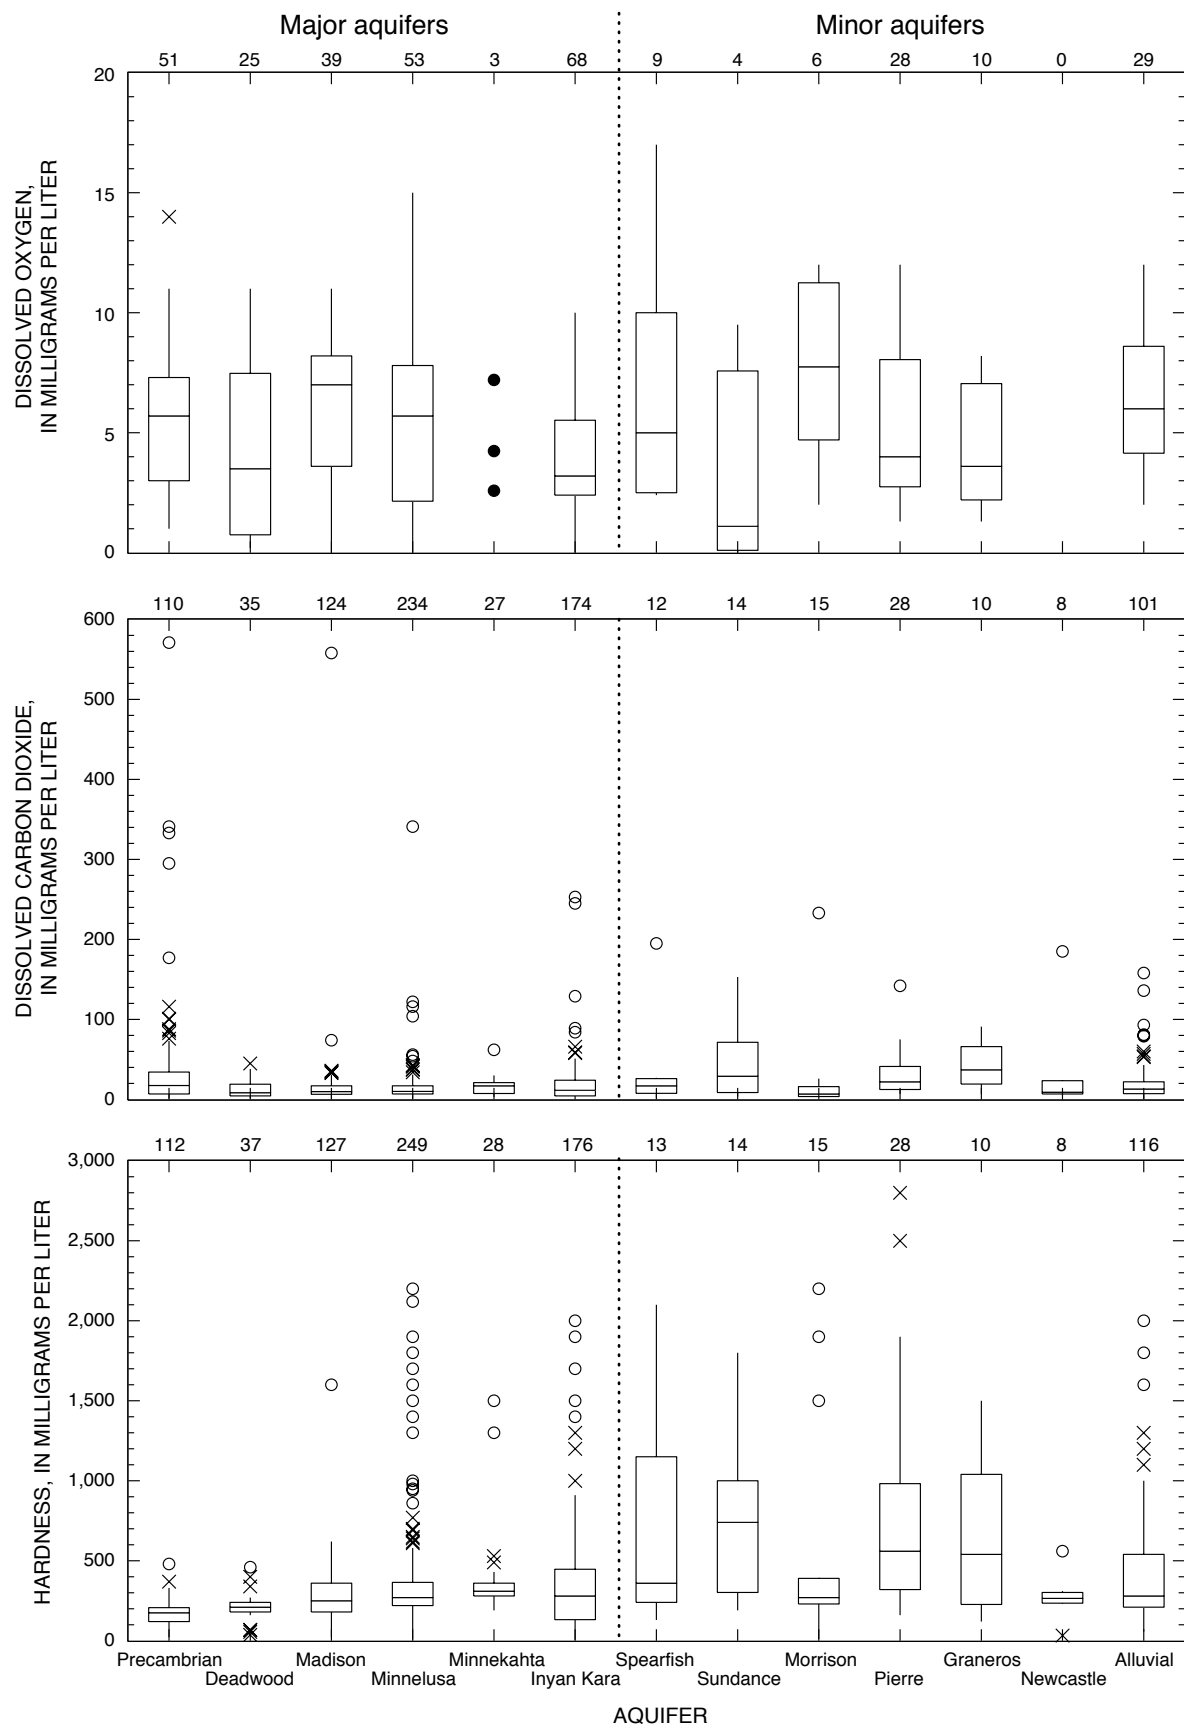 Major aquifers Minor aquifers
51 25 39 53 3 68 9 4 6 28 10 0 29
20
15
10
5
0
DISSOLVED OXYGEN,
IN MILLIGRAMS PER LITER
110 35 124 234 27 174 12 14 15 28 10 8 101
600
500
400
300
200
100
0
DISSOLVED CARBON DIOXIDE,
IN MILLIGRAMS PER LITER
112 37 127 249 28 176 13 14 15 28 10 8 116
3,000
2,500
2,000
1,500
1,000
500
0
HARDNESS, IN MILLIGRAMS PER LITER
Precambrian Madison Minnekahta Spearfish Morrison Graneros Alluvial
Deadwood Minnelusa Inyan Kara Sundance Pierre Newcastle
AQUIFER